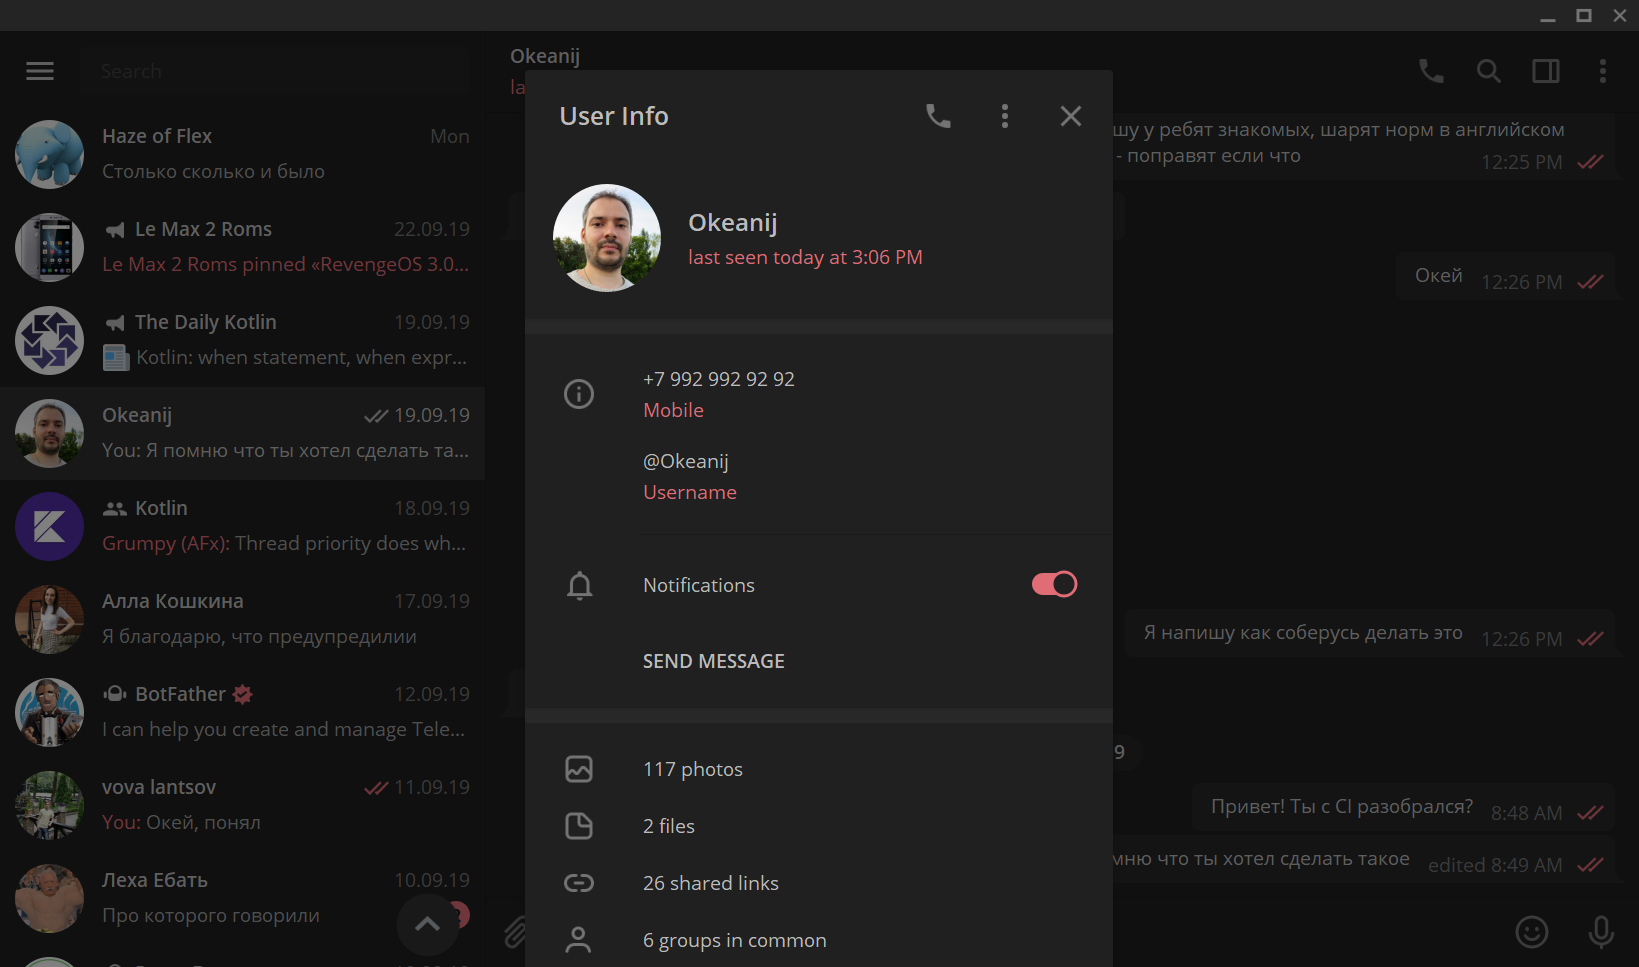 Search
Haze of Flex Mon
Столько сколько и было
Le Max 2 Roms 22.09.19
Le Max 2 Roms pinned «RevengeOS 3.0...
The Daily Kotlin 19.09.19
Kotlin: when statement, when expr...
Okeanij 19.09.19
You: Я помню что ты хотел сделать та...
Kotlin 18.09.19
Grumpy (AFx): Thread priority does wh...
Алла Кошкина 17.09.19
Я благодарю, что предупредилии
BotFather 12.09.19
I can help you create and manage Tele...
vova lantsov 11.09.19
You: Окей, понял
Леха Ебать 10.09.19
Про которого говорили
Okeanij
la
User Info
Okeanij
last seen today at 3:06 PM
+7 992 992 92 92
Mobile
@Okeanij
Username
Notifications
SEND MESSAGE
117 photos
2 files
26 shared links
6 groups in common
шу у ребят знакомых, шарят норм в английском
- поправят если что 12:25 PM
Окей 12:26 PM
Я напишу как соберусь делать это 12:26 PM
9
Привет! Ты с CI разобрался? 8:48 AM
мню что ты хотел сделать такое edited 8:49 AM